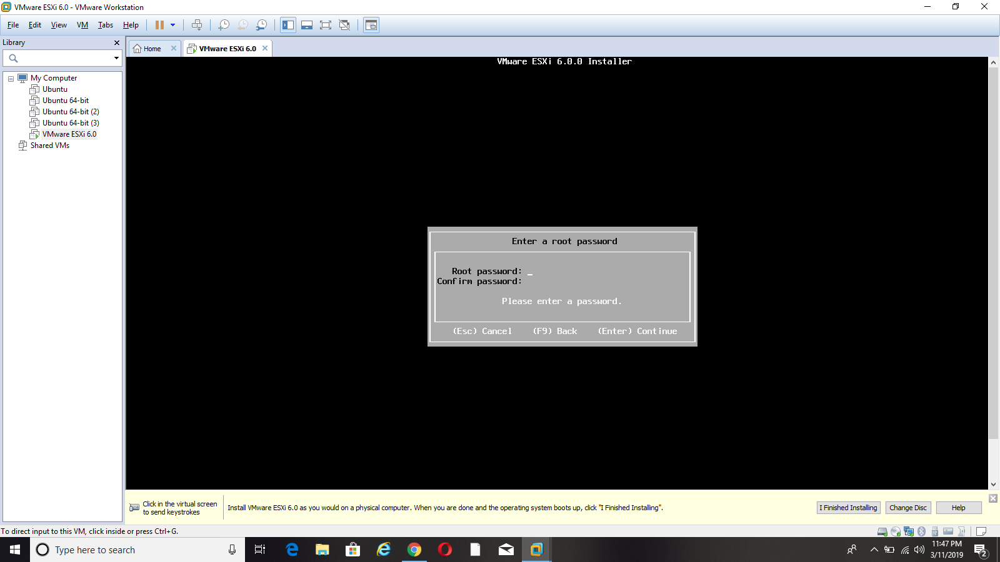 VMware ESXi 6.0 - VMware Workstation
File Edit View VM Tabs Help
Library
Home
VMware ESXi 6.0
VMware ESXi 6.0.0 Installer
My Computer
Ubuntu
Ubuntu 64-bit
Ubuntu 64-bit (2)
Ubuntu 64-bit (3)
VMware ESXi 6.0
Shared VMs
Enter a root password
Root password: _
Confirm password:
Please enter a password.
(Esc) Cancel (F9) Back (Enter) Continue
Click in the virtual screen
to send keystrokes
Install VMware ESXi 6.0 as you would on a physical computer. When you are done and the operating system boots up, click "I Finished Installing".
I Finished Installing
Change Disc
Help
To direct input to this VM, click inside or press Ctrl+G.
Type here to search
11:47 PM
3/11/2019
2